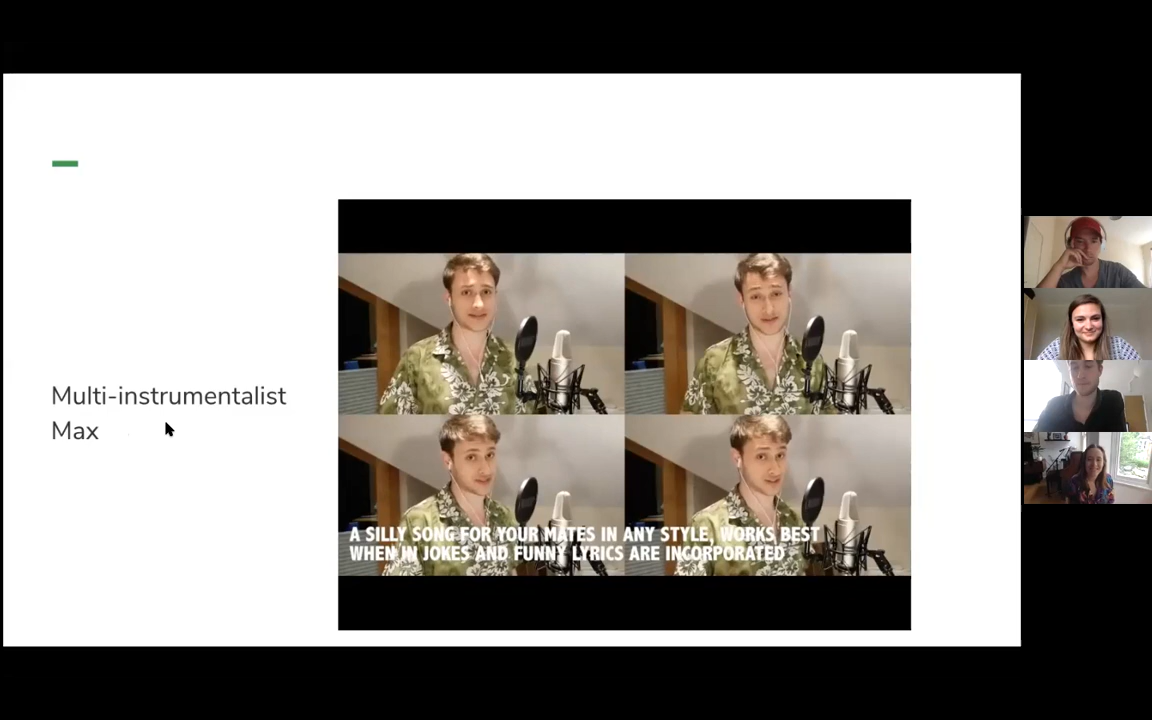 Multi-instrumentalist
Max
A SILLY SONG FOR YOUR MATES IN ANY STYLE, WORKS BEST
WHEN IN JOKES AND FUNNY LYRICS ARE INCORPORATED